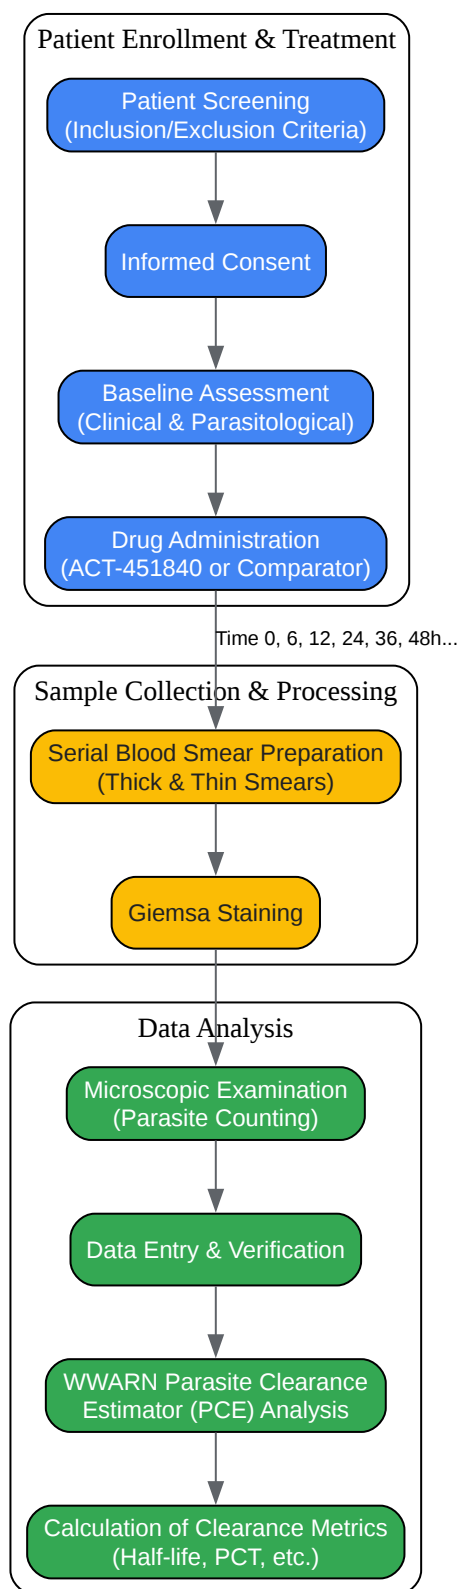 Patient Enrollment & Treatment
Patient Screening
(Inclusion/Exclusion Criteria)
Informed Consent
Baseline Assessment
(Clinical & Parasitological)
Drug Administration
(ACT-451840 or Comparator)
Time 0, 6, 12, 24, 36, 48h...
Sample Collection & Processing
Serial Blood Smear Preparation
(Thick & Thin Smears)
Giemsa Staining
Data Analysis
Microscopic Examination
(Parasite Counting)
Data Entry & Verification
WWARN Parasite Clearance
Estimator (PCE) Analysis
Calculation of Clearance Metrics
(Half-life, PCT, etc.)